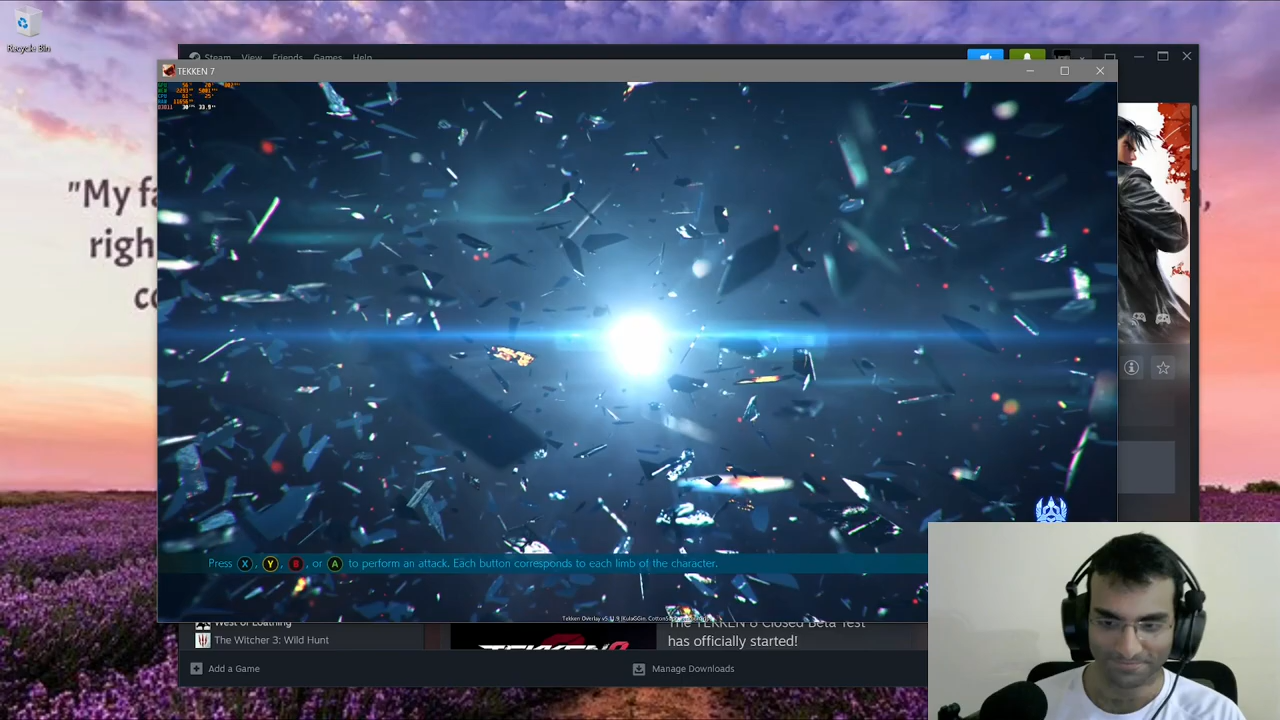 Recycle Bin
Steam View Friends Games Help
TEKKEN 7
"My fa
righ
co
Press X, Y, B, or A to perform an attack. Each button corresponds to each limb of the character.
West of Loathing
The TEKKEN 8 Closed Beta Test
The Witcher 3: Wild Hunt
has officially started!
Add a Game
Manage Downloads